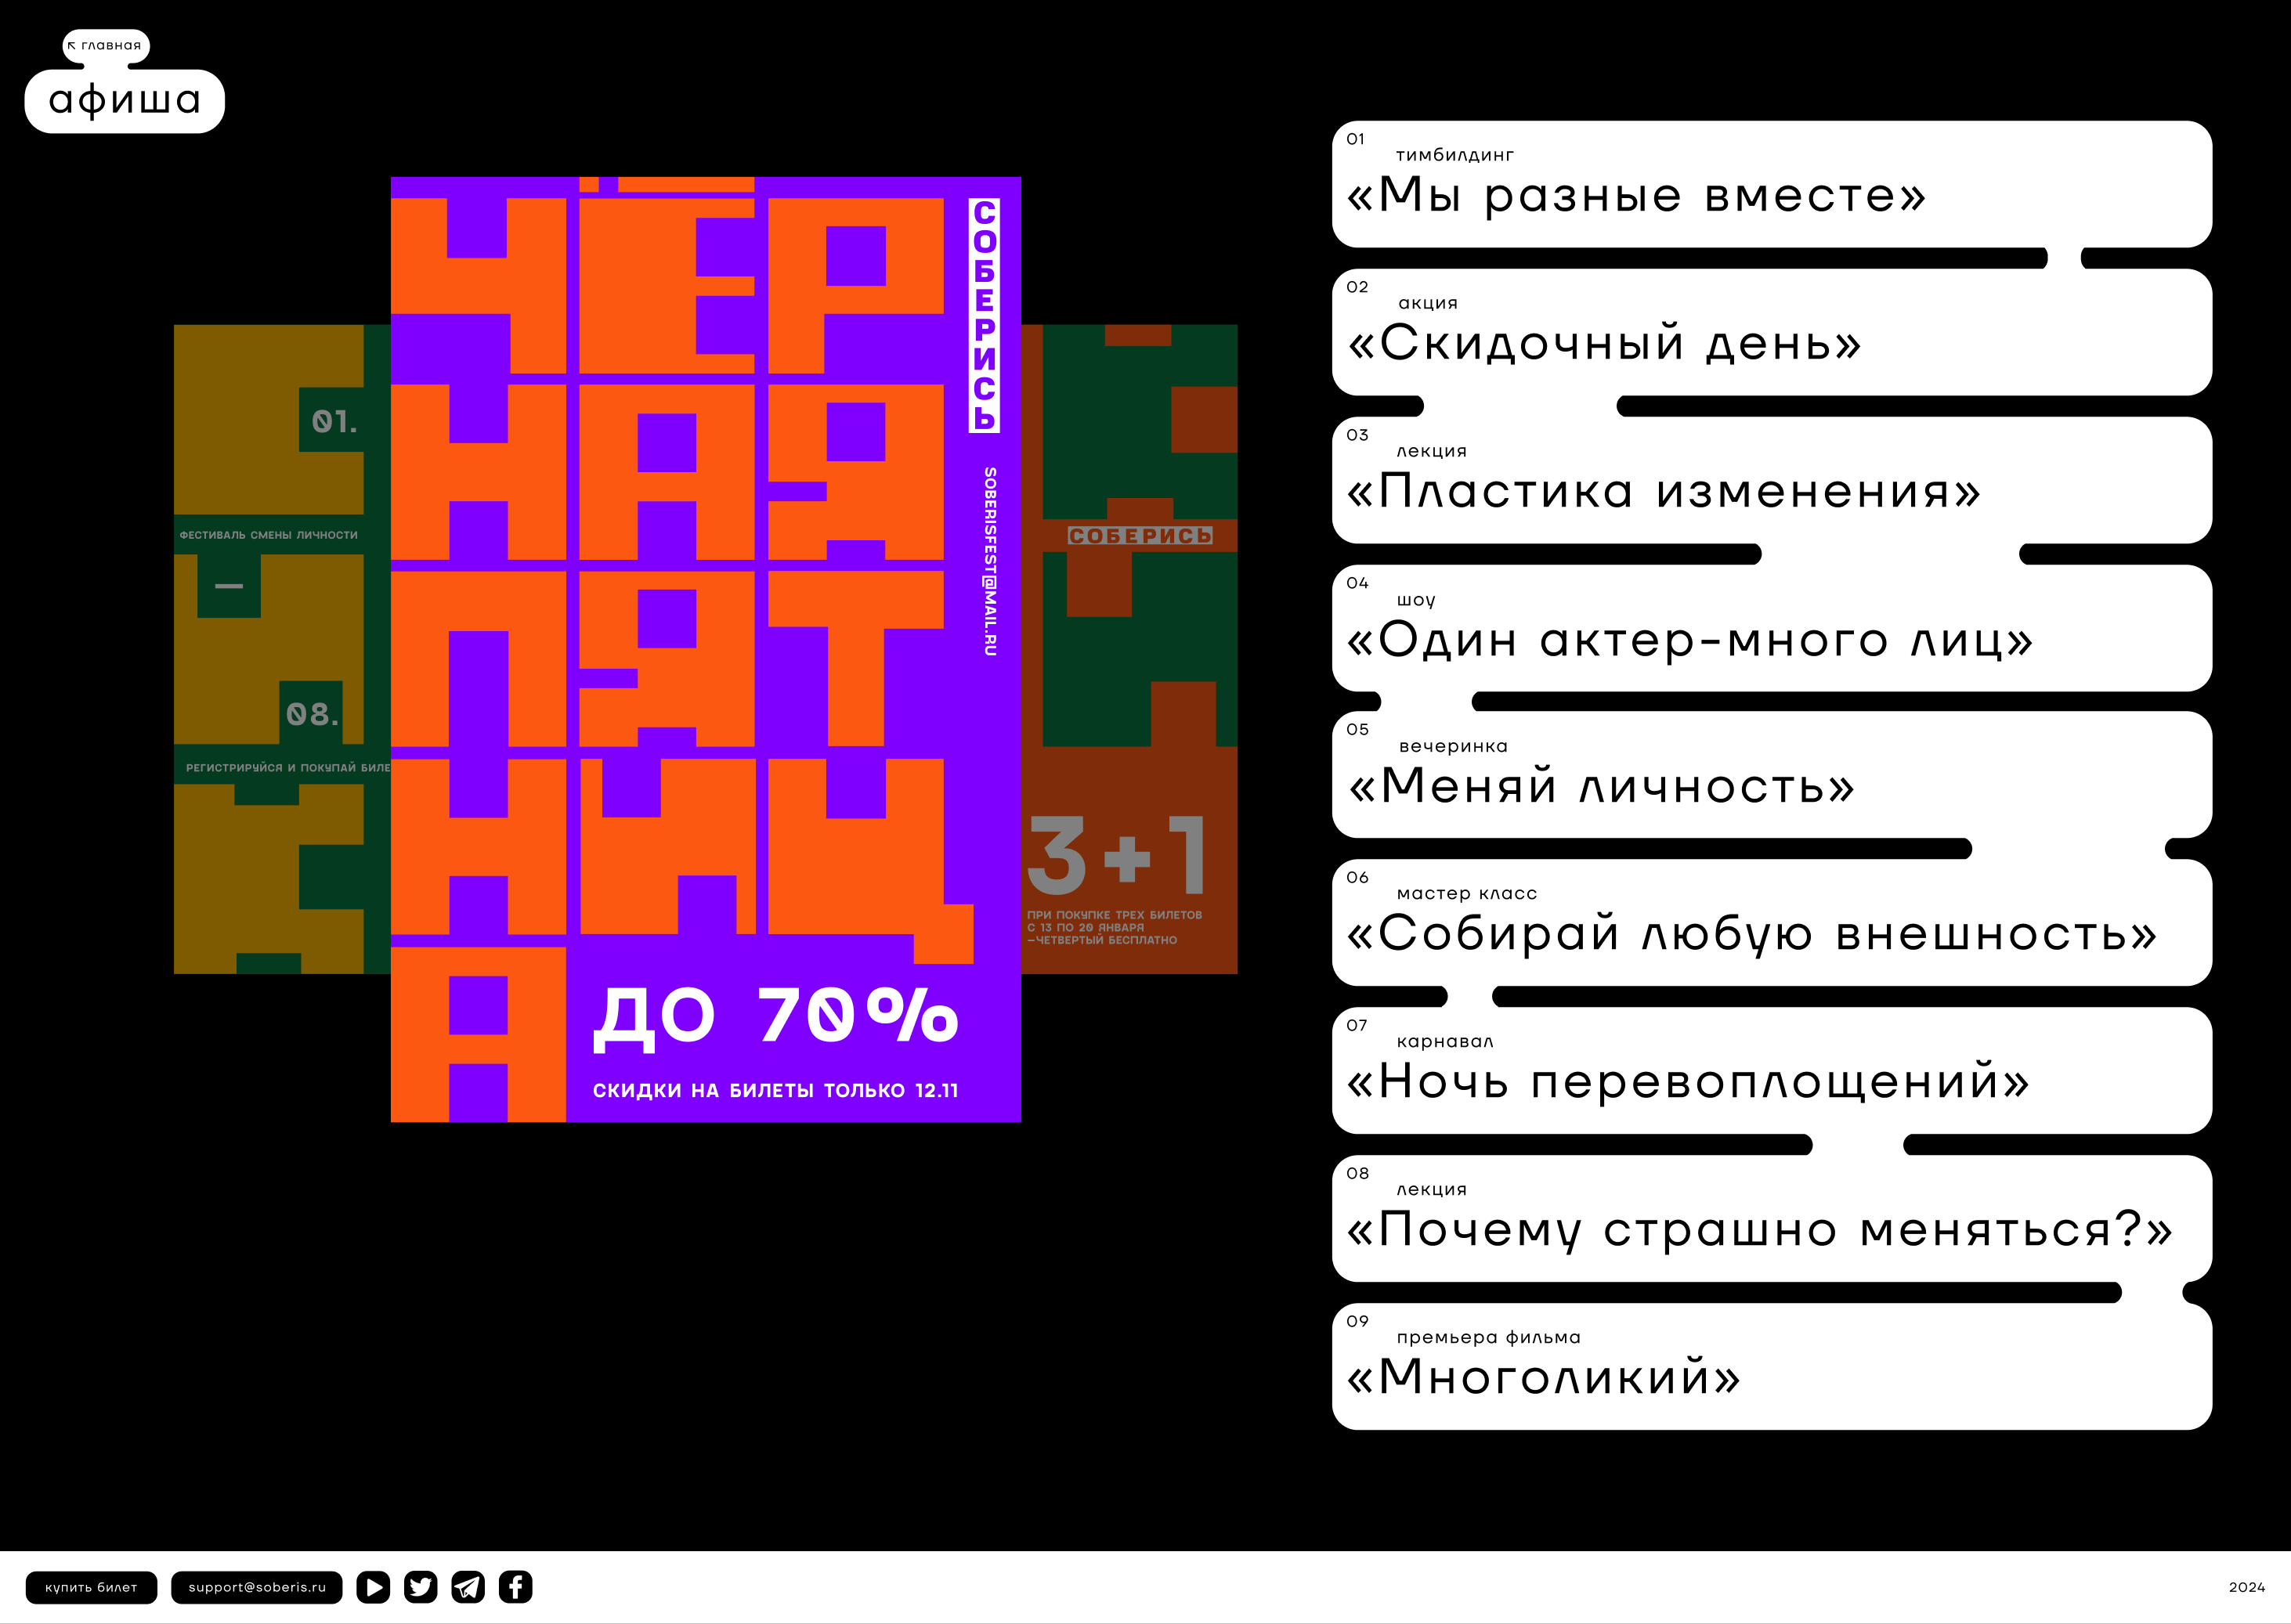 главная
афиша
01.
ФЕСТИВАЛЬ СМЕНЫ ЛИЧНОСТИ
—
08.
РЕГИСТРИРУЙСЯ И ПОКУПАЙ БИЛЕ
ЧЕР
НАЯ
ПЯТ
НИЦ
А
СОБЕРИСЬ
SOBERISFEST@MAIL.RU
ДО 70%
СКИДКИ НА БИЛЕТЫ ТОЛЬКО 12.11
СОБЕРИСЬ
3+1
ПРИ ПОКУПКЕ ТРЕХ БИЛЕТОВ
С 13 ПО 20 ЯНВАРЯ
—ЧЕТВЕРТЫЙ БЕСПЛАТНО
01
тимбилдинг
«Мы разные вместе»
02
акция
«Скидочный день»
03
лекция
«Пластика изменения»
04
шоу
«Один актер-много лиц»
05
вечеринка
«Меняй личность»
06
мастер класс
«Собирай любую внешность»
07
карнавал
«Ночь перевоплощений»
08
лекция
«Почему страшно меняться?»
09
премьера фильма
«Многоликий»
купить билет
support@soberis.ru
2024